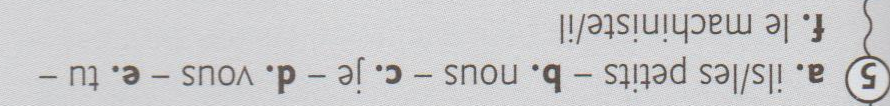 5 a. ils/les petits – b. nous – c. je – d. vous – e. tu –
f. le machiniste/il